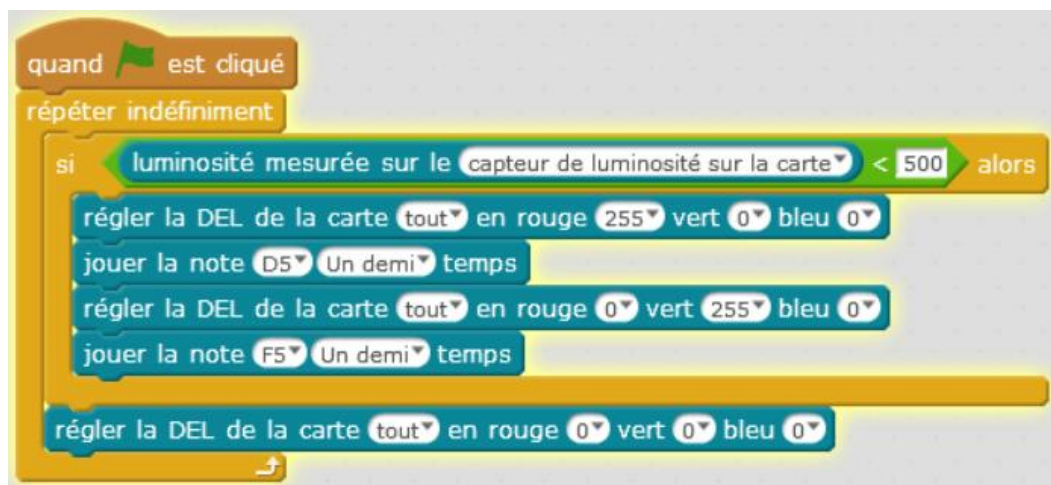 quand est cliqué
répéter indéfiniment
si luminosité mesurée sur le capteur de luminosité sur la carte < 500 alors
régler la DEL de la carte tout en rouge 255 vert 0 bleu 0
jouer la note D5 Un demi temps
régler la DEL de la carte tout en rouge 0 vert 255 bleu 0
jouer la note F5 Un demi temps
régler la DEL de la carte tout en rouge 0 vert 0 bleu 0